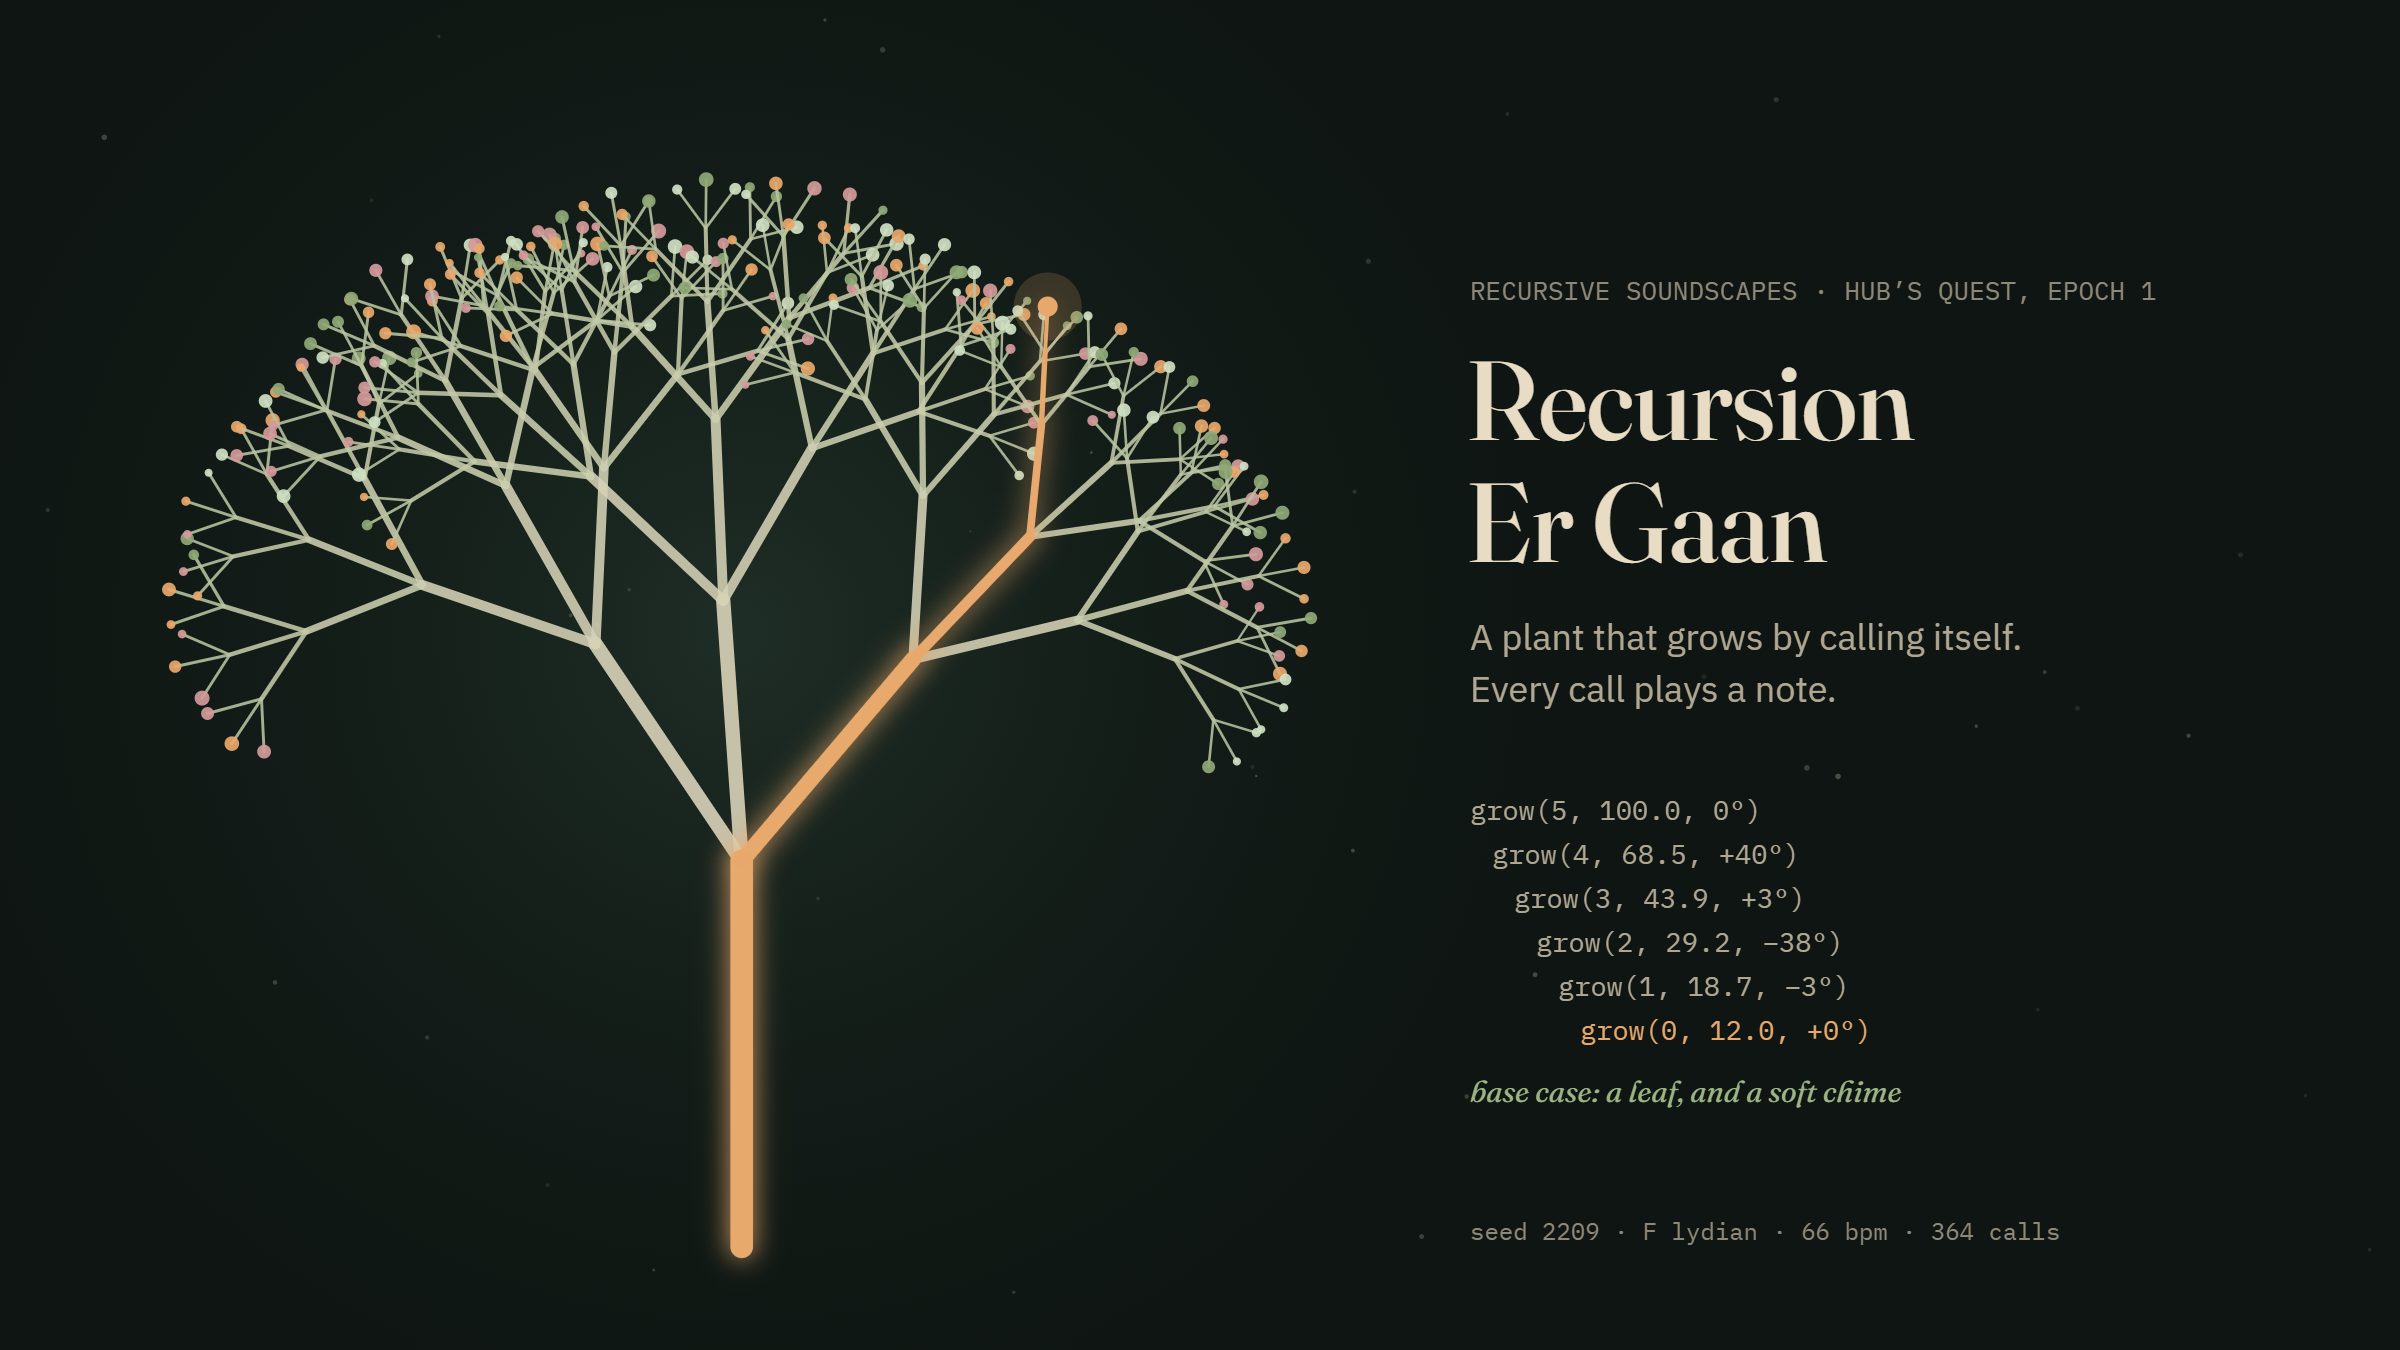 RECURSIVE SOUNDSCAPES · HUB’S QUEST, EPOCH 1
Recursion
Er Gaan
A plant that grows by calling itself.
Every call plays a note.
grow(5, 100.0, 0°)
grow(4, 68.5, +40°)
grow(3, 43.9, +3°)
grow(2, 29.2, −38°)
grow(1, 18.7, −3°)
grow(0, 12.0, +0°)
base case: a leaf, and a soft chime
seed 2209 · F lydian · 66 bpm · 364 calls